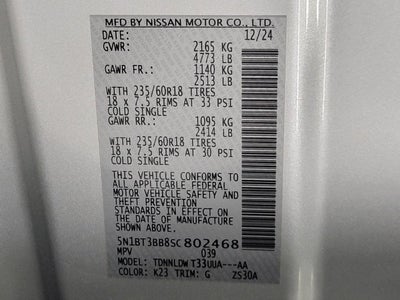 MFD BY NISSAN MOTOR CO., LTD.
DATE: 12/24
GVWR: 2165 KG
4773 LB
GAWR FR.: 1140 KG
2513 LB
WITH 235/60R18 TIRES
18 x 7.5 RIMS AT 33 PSI
COLD SINGLE
GAWR RR.: 1095 KG
2414 LB
WITH 235/60R18 TIRES
18 x 7.5 RIMS AT 30 PSI
COLD SINGLE
THIS VEHICLE CONFORMS TO
ALL APPLICABLE FEDERAL
MOTOR VEHICLE SAFETY
AND THEFT PREVENTION
STANDARDS IN EFFECT ON THE
DATE OF MANUFACTURE
SHOWN ABOVE.
5N1BT3BB8SC802468
039
MODEL: TDNNLDW T33UUA---AA
COLOR: K23 TRIM: G ZS30A